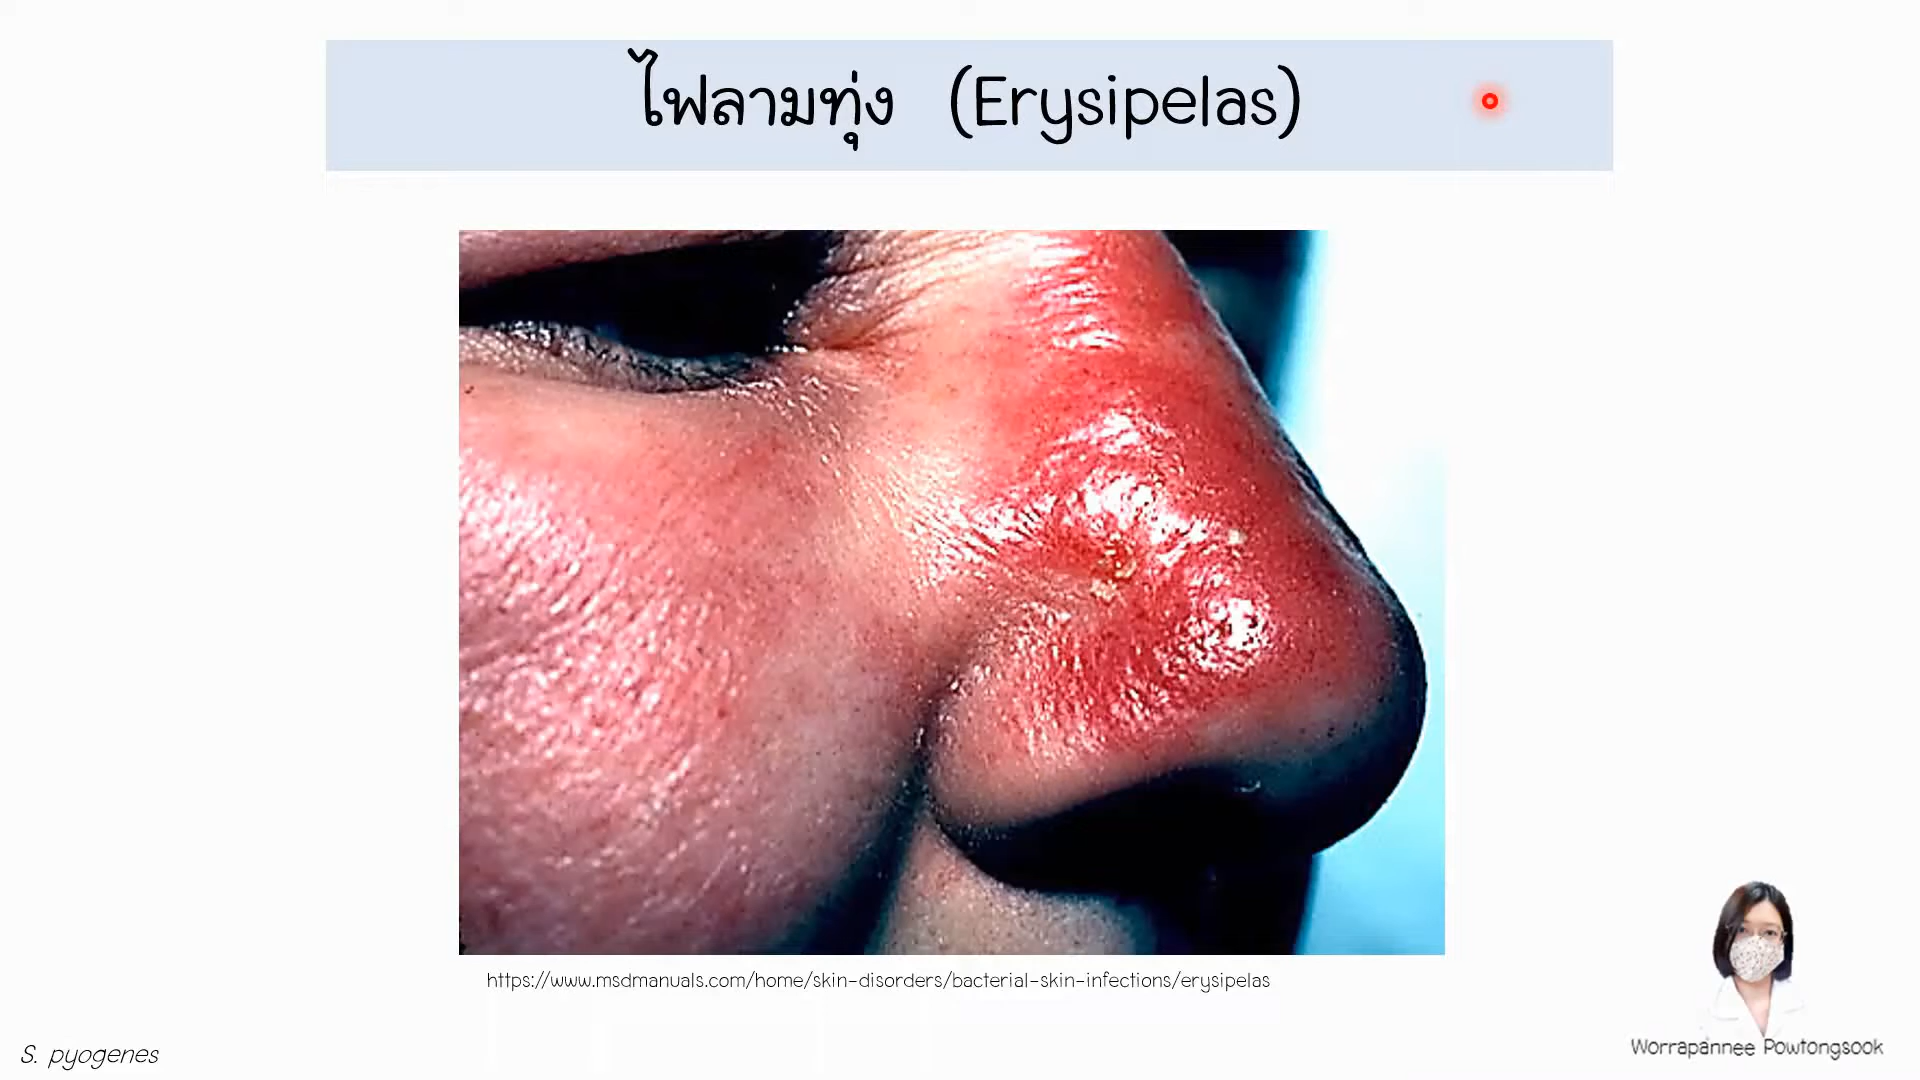 ไฟลามทุ่ง (Erysipelas)
https://www.msdmanuals.com/home/skin-disorders/bacterial-skin-infections/erysipelas
S. pyogenes
Worrapannee Powtongsook